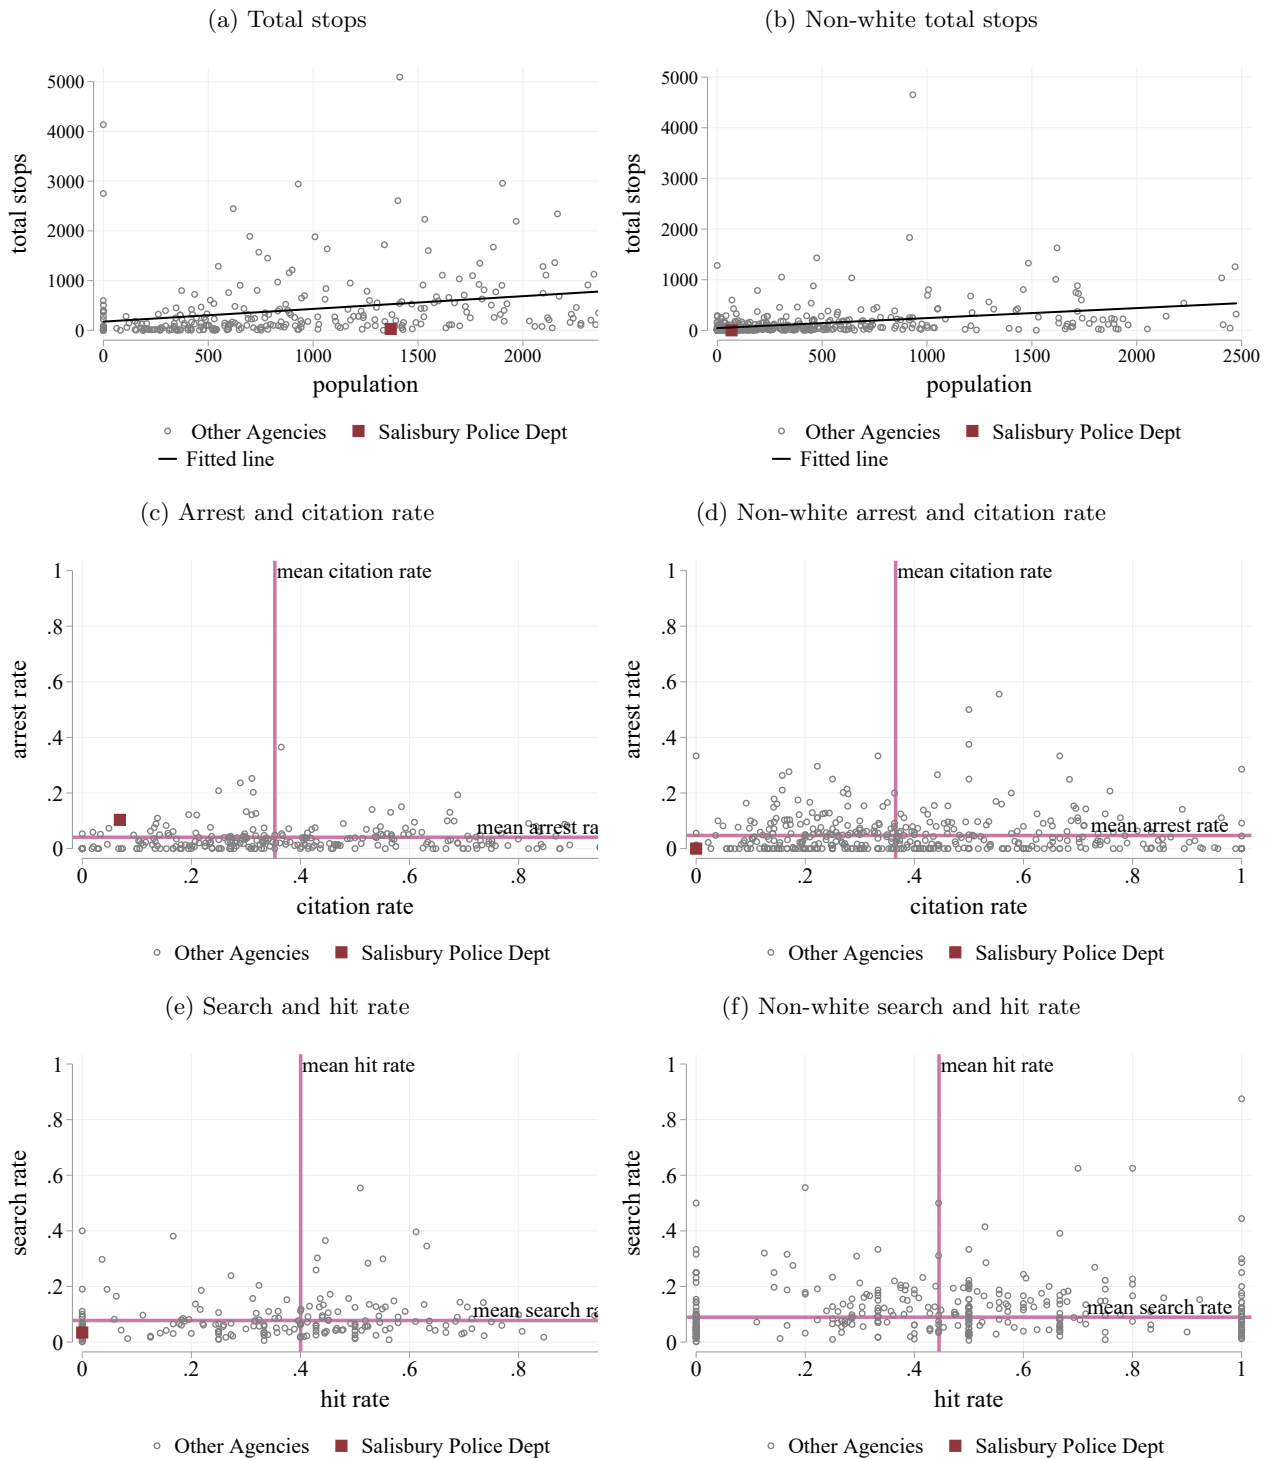 (a) Total stops
(b) Non-white total stops
total stops
5000
4000
3000
2000
1000
0
0 500 1000 1500 2000
population
Other Agencies Salisbury Police Dept
Fitted line
total stops
5000
4000
3000
2000
1000
0
0 500 1000 1500 2000 2500
population
Other Agencies Salisbury Police Dept
Fitted line
(c) Arrest and citation rate
(d) Non-white arrest and citation rate
arrest rate
1
.8
.6
.4
.2
0
mean citation rate
mean arrest ra
0 .2 .4 .6 .8
citation rate
Other Agencies Salisbury Police Dept
arrest rate
1
.8
.6
.4
.2
0
mean citation rate
mean arrest rate
0 .2 .4 .6 .8 1
citation rate
Other Agencies Salisbury Police Dept
(e) Search and hit rate
(f) Non-white search and hit rate
search rate
1
.8
.6
.4
.2
0
mean hit rate
mean search ra
0 .2 .4 .6 .8
hit rate
Other Agencies Salisbury Police Dept
search rate
1
.8
.6
.4
.2
0
mean hit rate
mean search rate
0 .2 .4 .6 .8 1
hit rate
Other Agencies Salisbury Police Dept